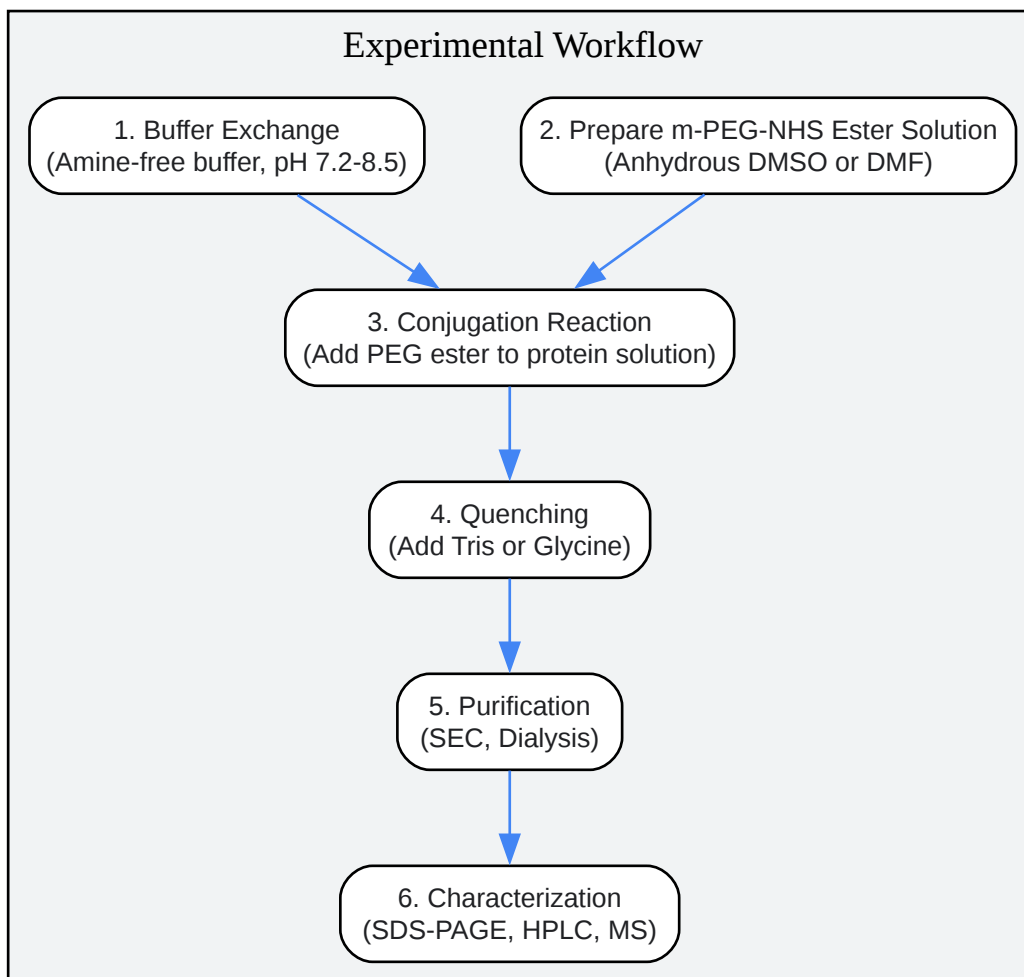 Experimental Workflow
1. Buffer Exchange
(Amine-free buffer, pH 7.2-8.5)
2. Prepare m-PEG-NHS Ester Solution
(Anhydrous DMSO or DMF)
3. Conjugation Reaction
(Add PEG ester to protein solution)
4. Quenching
(Add Tris or Glycine)
5. Purification
(SEC, Dialysis)
6. Characterization
(SDS-PAGE, HPLC, MS)